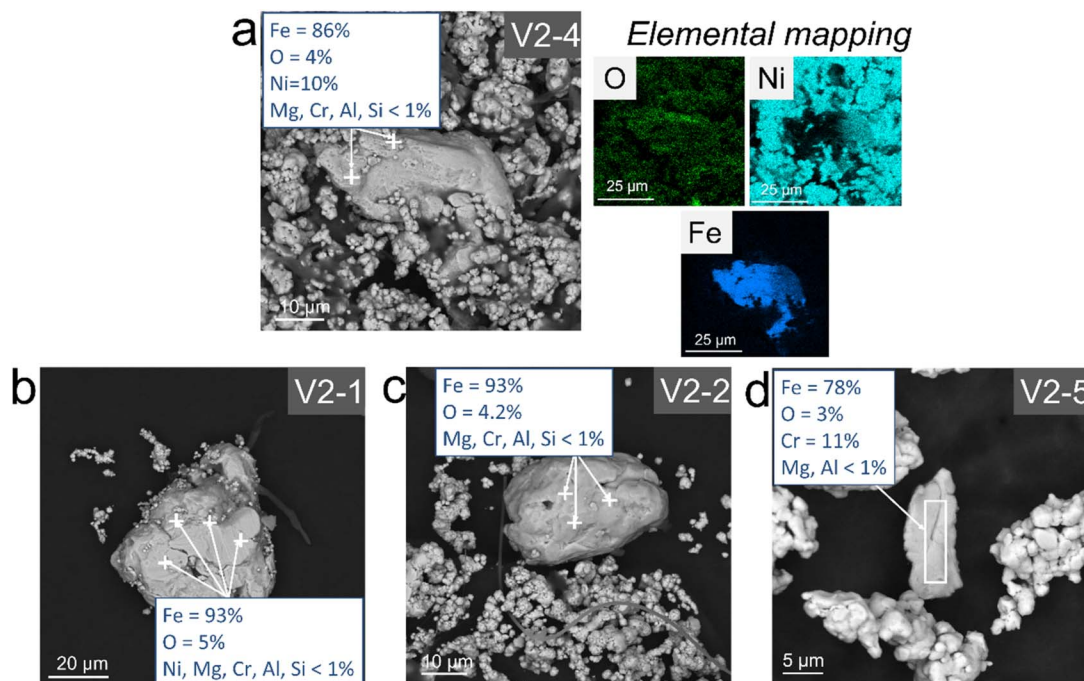 a
Fe = 86%
O = 4%
Ni=10%
Mg, Cr, Al, Si < 1%
V2-4
10 µm
Elemental mapping
O
25 µm
Ni
25 µm
Fe
25 µm
b
V2-1
Fe = 93%
O = 5%
Ni, Mg, Cr, Al, Si < 1%
20 µm
c
Fe = 93%
O = 4.2%
Mg, Cr, Al, Si < 1%
V2-2
10 µm
d
Fe = 78%
O = 3%
Cr = 11%
Mg, Al < 1%
V2-5
5 µm